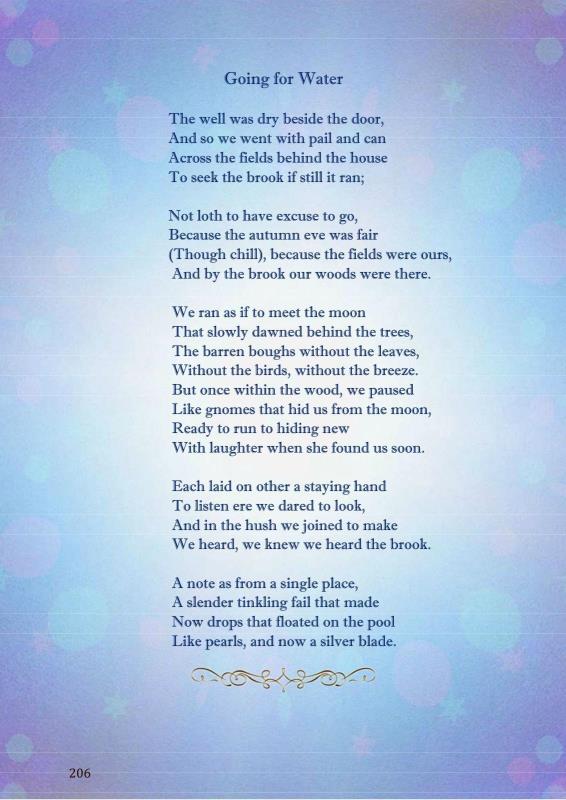 Going for Water
The well was dry beside the door,
And so we went with pail and can
Across the fields behind the house
To seek the brook if still it ran;
Not loth to have excuse to go,
Because the autumn eve was fair
(Though chill), because the fields were ours,
And by the brook our woods were there.
We ran as if to meet the moon
That slowly dawned behind the trees,
The barren boughs without the leaves,
Without the birds, without the breeze.
But once within the wood, we paused
Like gnomes that hid us from the moon,
Ready to run to hiding new
With laughter when she found us soon.
Each laid on other a staying hand
To listen ere we dared to look,
And in the hush we joined to make
We heard, we knew we heard the brook.
A note as from a single place,
A slender tinkling fail that made
Now drops that floated on the pool
Like pearls, and now a silver blade.
206